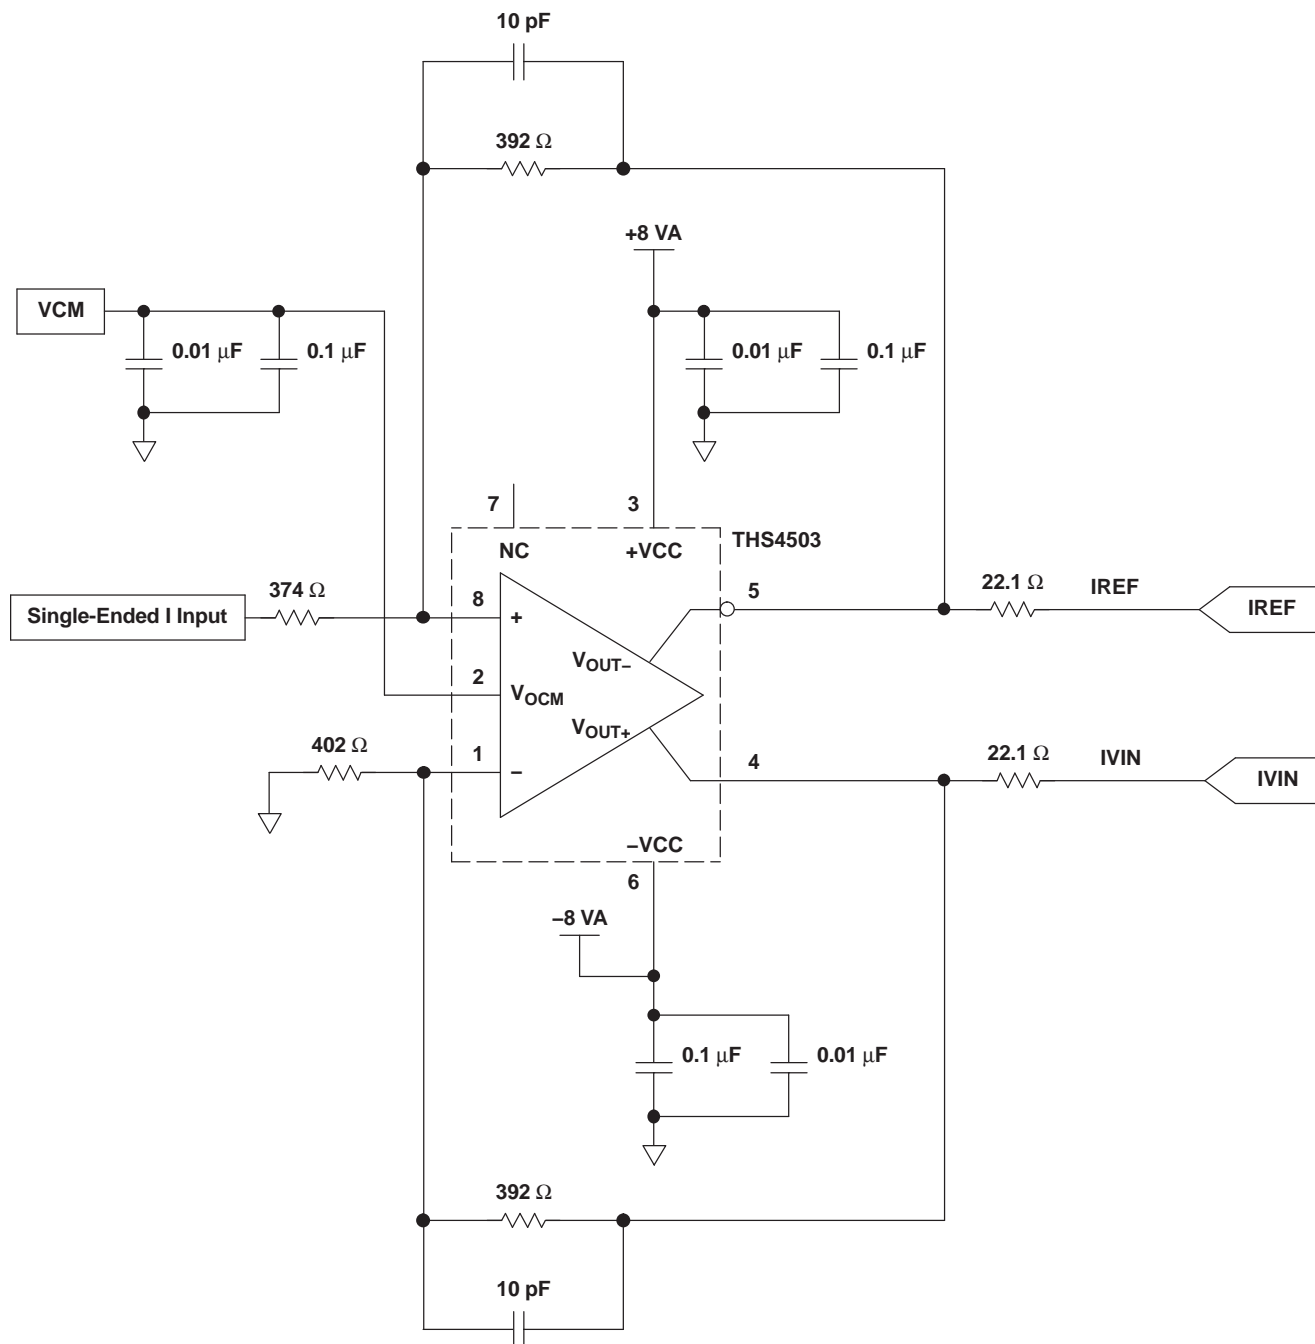 10 pF
392 Ω
+8 VA
VCM
0.01 μF
0.1 μF
0.01 μF
0.1 μF
7
3
THS4503
NC
+VCC
Single-Ended I Input
374 Ω
8
+
5
22.1 Ω
IREF
IREF
VOUT–
2
VOCM
VOUT+
402 Ω
1
–
4
22.1 Ω
IVIN
IVIN
–VCC
6
–8 VA
0.1 μF
0.01 μF
392 Ω
10 pF